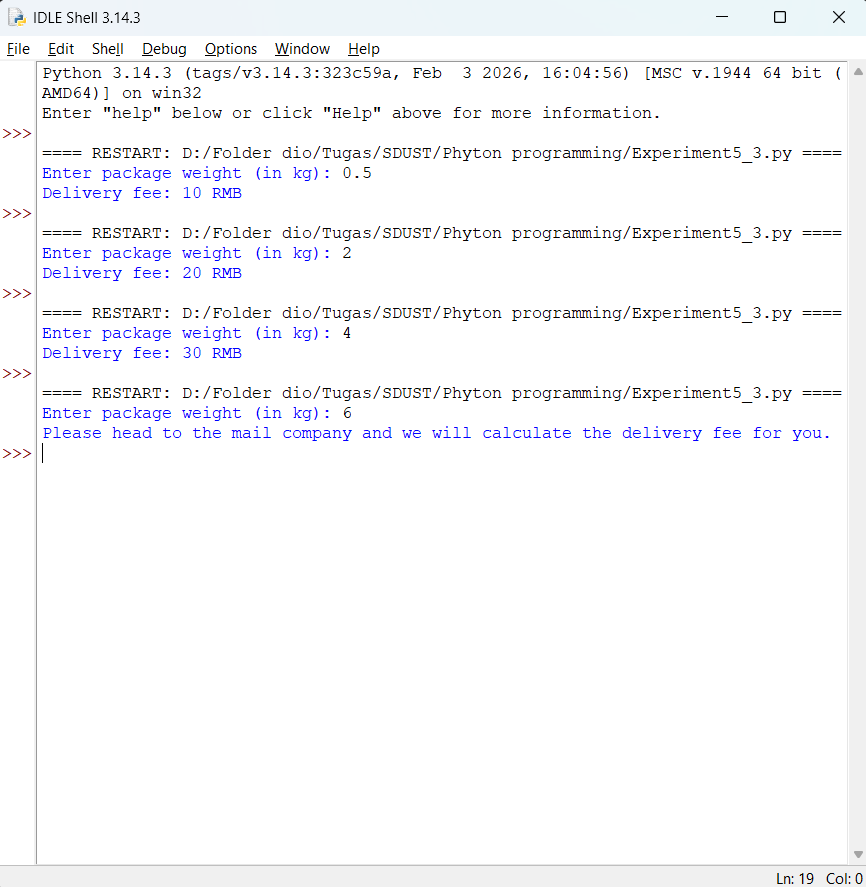 IDLE Shell 3.14.3
File Edit Shell Debug Options Window Help
Python 3.14.3 (tags/v3.14.3:323c59a, Feb  3 2026, 16:04:56) [MSC v.1944 64 bit (
AMD64)] on win32
Enter "help" below or click "Help" above for more information.
>>>
==== RESTART: D:/Folder dio/Tugas/SDUST/Phyton programming/Experiment5_3.py ====
Enter package weight (in kg): 0.5
Delivery fee: 10 RMB
>>>
==== RESTART: D:/Folder dio/Tugas/SDUST/Phyton programming/Experiment5_3.py ====
Enter package weight (in kg): 2
Delivery fee: 20 RMB
>>>
==== RESTART: D:/Folder dio/Tugas/SDUST/Phyton programming/Experiment5_3.py ====
Enter package weight (in kg): 4
Delivery fee: 30 RMB
>>>
==== RESTART: D:/Folder dio/Tugas/SDUST/Phyton programming/Experiment5_3.py ====
Enter package weight (in kg): 6
Please head to the mail company and we will calculate the delivery fee for you.
>>>
Ln: 19 Col: 0